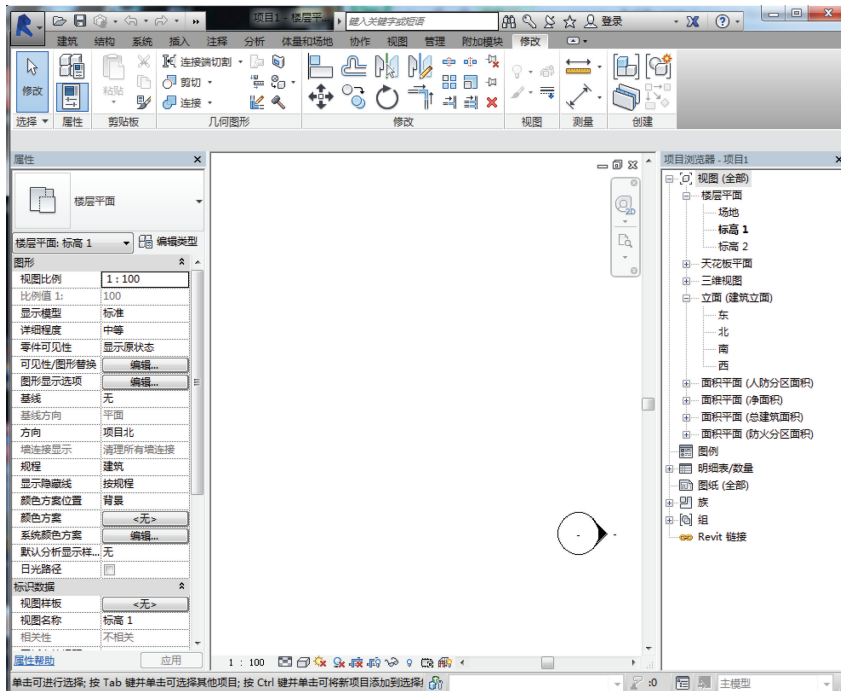 项目1 - 楼层平... 键入关键字或短语 登录
建筑 结构 系统 插入 注释 分析 体量和场地 协作 视图 管理 附加模块 修改
修改 粘贴 连接端切割
剪切
连接
选择 属性 剪贴板 几何图形 修改 视图 测量 创建
属性
楼层平面
楼层平面: 标高 1 编辑类型
图形
视图比例 1 : 100
比例值 1: 100
显示模型 标准
详细程度 中等
零件可见性 显示原状态
可见性/图形替换 编辑...
图形显示选项 编辑...
基线 无
基线方向 平面
方向 项目北
墙连接显示 清理所有墙连接
规程 建筑
显示隐藏线 按规程
颜色方案位置 背景
颜色方案 <无>
系统颜色方案 编辑...
默认分析显示样... 无
日光路径
标识数据
视图样板 <无>
视图名称 标高 1
相关性 不相关
属性帮助 应用
2D
1 : 100
项目浏览器 - 项目1
视图 (全部)
楼层平面
场地
标高 1
标高 2
天花板平面
三维视图
立面 (建筑立面)
东
北
南
西
面积平面 (人防分区面积)
面积平面 (净面积)
面积平面 (总建筑面积)
面积平面 (防火分区面积)
图例
明细表/数量
图纸 (全部)
族
组
Revit 链接
单击可进行选择; 按 Tab 键并单击可选择其他项目; 按 Ctrl 键并单击可将新项目添加到选择 :0 主模型